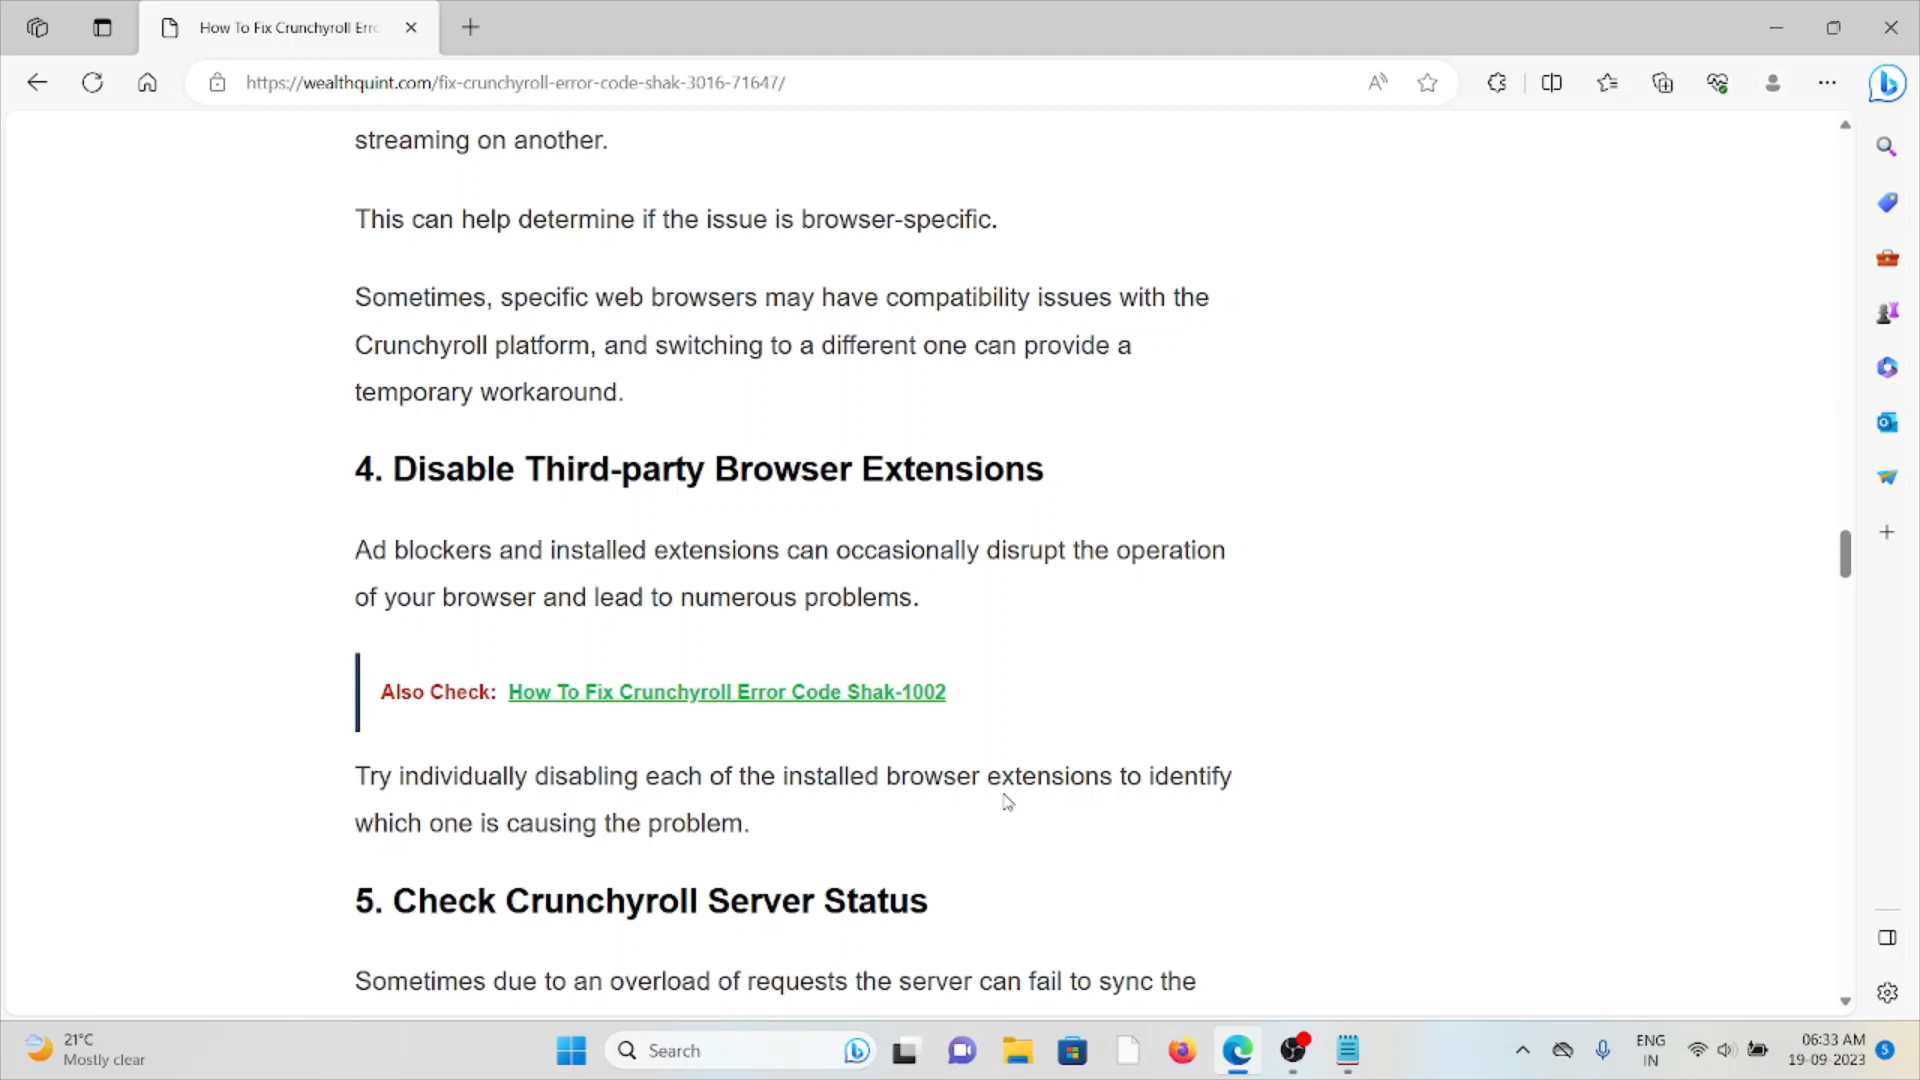 How To Fix Crunchyroll Erro
https://wealthquint.com/fix-crunchyroll-error-code-shak-3016-71647/
streaming on another.
This can help determine if the issue is browser-specific.
Sometimes, specific web browsers may have compatibility issues with the
Crunchyroll platform, and switching to a different one can provide a
temporary workaround.
4. Disable Third-party Browser Extensions
Ad blockers and installed extensions can occasionally disrupt the operation
of your browser and lead to numerous problems.
Also Check: How To Fix Crunchyroll Error Code Shak-1002
Try individually disabling each of the installed browser extensions to identify
which one is causing the problem.
5. Check Crunchyroll Server Status
Sometimes due to an overload of requests the server can fail to sync the
21°C
Mostly clear
Search
ENG
IN
06:33 AM
19-09-2023
5